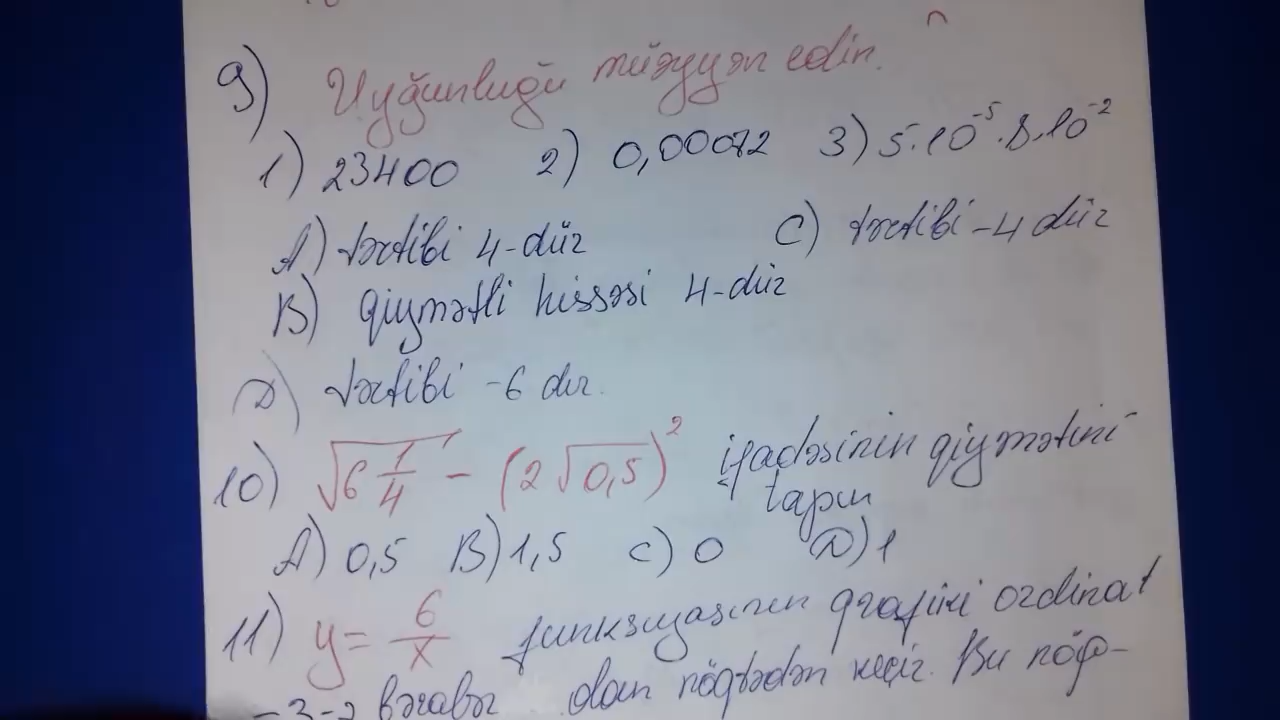 9) Uyğunluğu müəyyən edin.
1) 23400 2) 0,00072 3) 5·10⁻⁵·8·10⁻²
A) tərtibi 4-dür C) tərtibi -4 dür
B) qiymətli hissəsi 4-dür
D) tərtibi -6 dır.
10) √6 1/4 - (2√0,5)² ifadəsinin qiymətini
tapın
A) 0,5 B) 1,5 C) 0 D) 1
11) y = 6/x funksiyasının qrafiki ordinat
-3-ə bərabər olan nöqtədən keçir. Bu nöq-